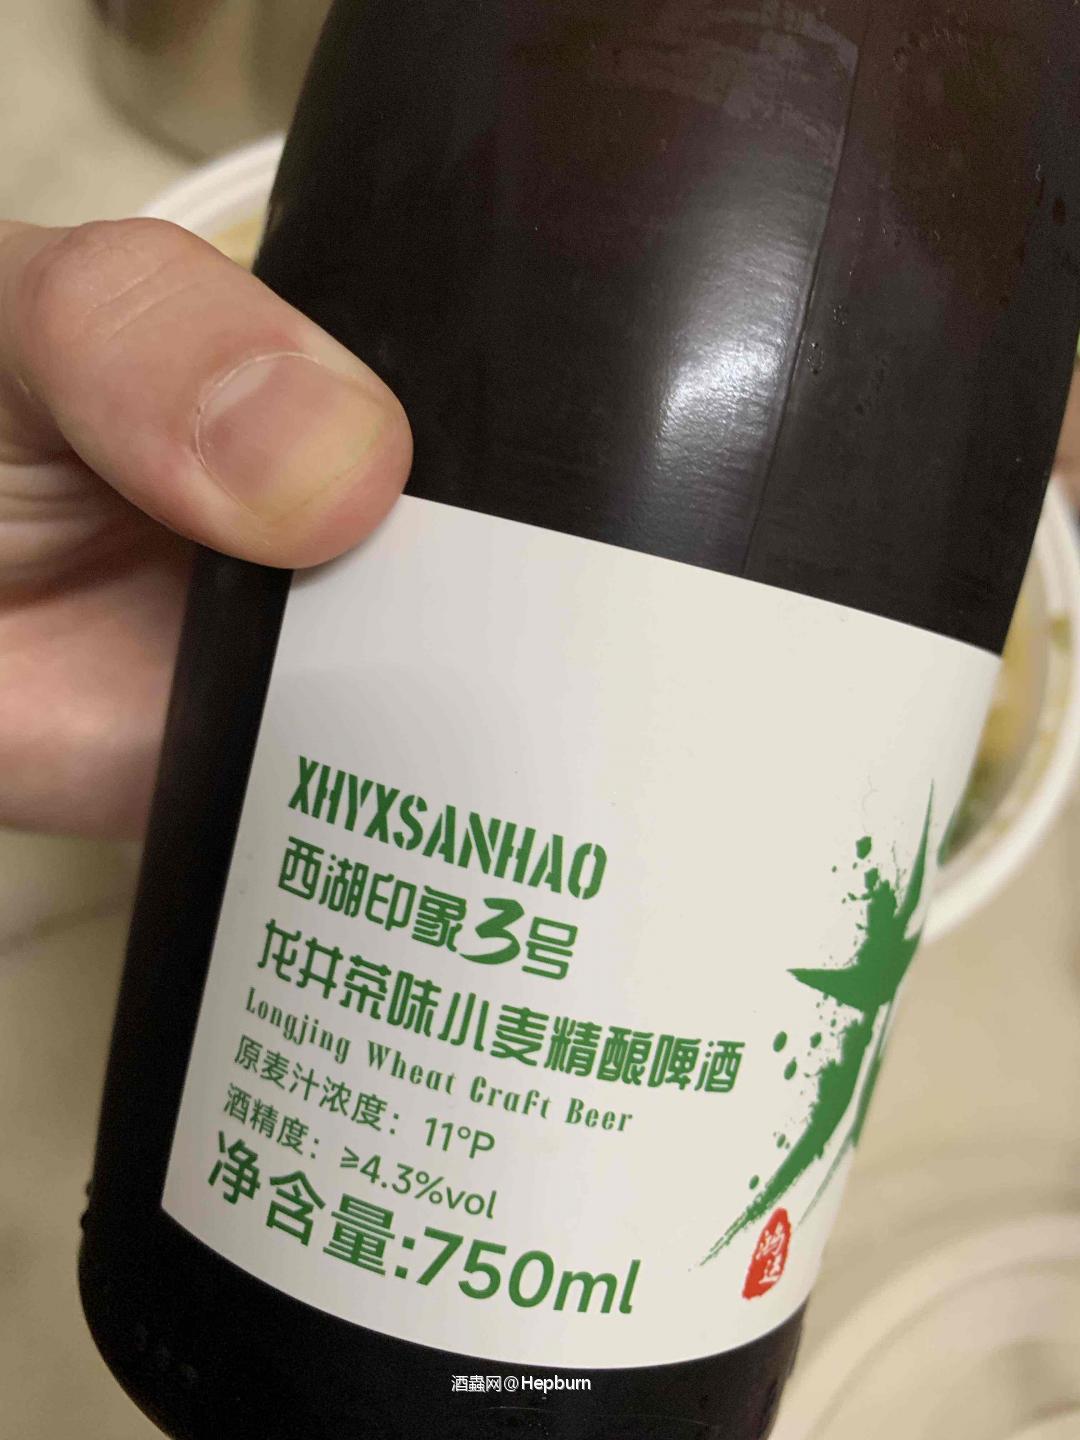 XHYXSANHAO
西湖印象3号
龙井茶味小麦精酿啤酒
Longjing Wheat Craft Beer
原麦汁浓度：11°P
酒精度：≥4.3%vol
净含量:750ml
鸿运
酒蟲网@Hepburn